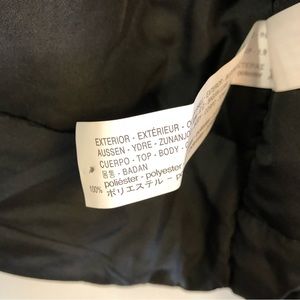 EXTERIOR - EXTÉRIEUR -
AUSSEN - YDRE - ZUNANJO
CUERPO - TOP - BODY -
몸통 - BADAN
100% poliéster - polyester
ポリエステル -